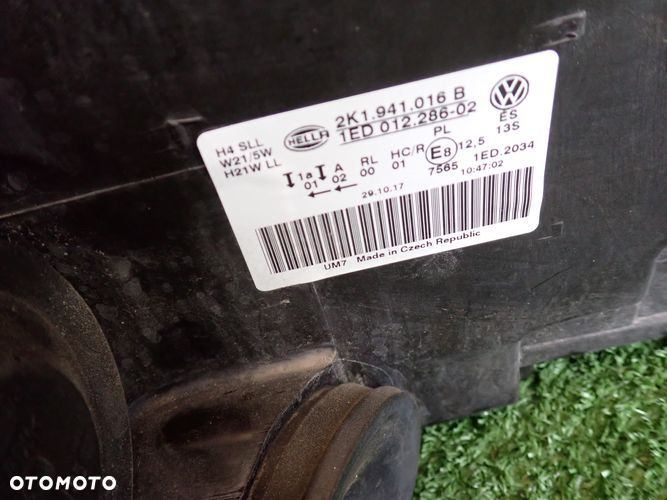 H4 SLL
W21/5W
H21W LL
HELLA
2K1.941.016 B
1ED 012.286-02
ES
13S
1a A RL HC/R PL
01 02 00 01 E8 12,5
7565 1ED.2034
29.10.17 10:47:02
UM7 Made in Czech Republic
OTOMOTO